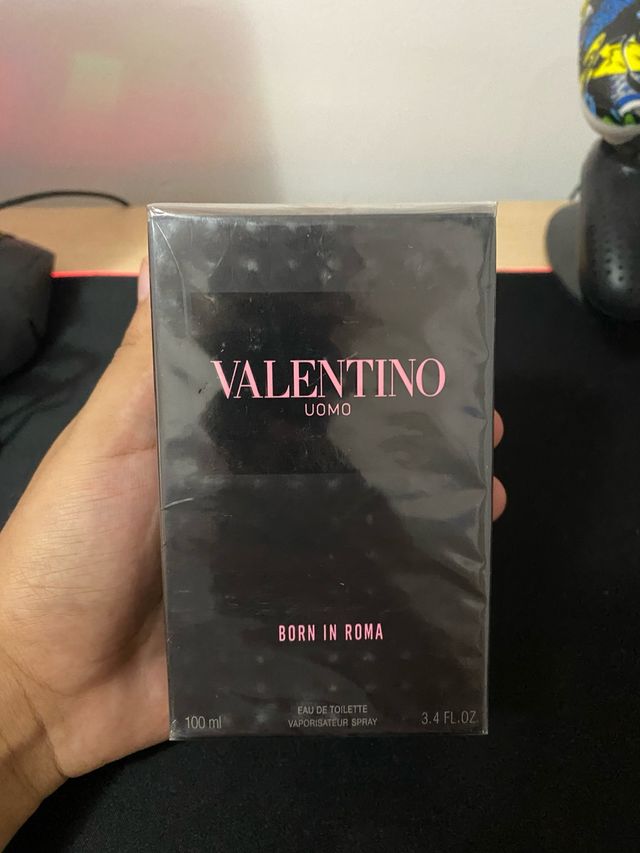 VALENTINO
UOMO
BORN IN ROMA
EAU DE TOILETTE
100 ml VAPORISATEUR SPRAY 3.4 FL.OZ